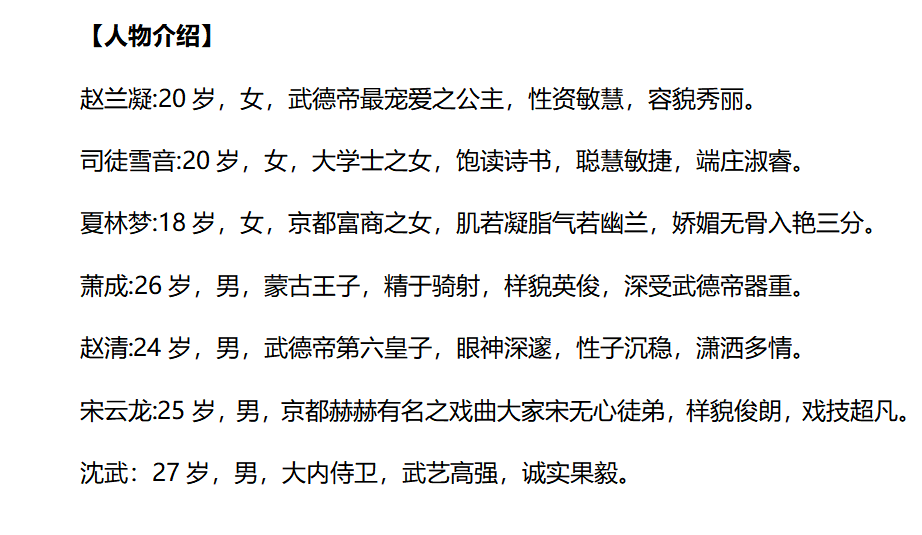 【人物介绍】
赵兰凝:20 岁，女，武德帝最宠爱之公主，性资敏慧，容貌秀丽。
司徒雪音:20 岁，女，大学士之女，饱读诗书，聪慧敏捷，端庄淑睿。
夏林梦:18 岁，女，京都富商之女，肌若凝脂气若幽兰，娇媚无骨入艳三分。
萧成:26 岁，男，蒙古王子，精于骑射，样貌英俊，深受武德帝器重。
赵清:24 岁，男，武德帝第六皇子，眼神深邃，性子沉稳，潇洒多情。
宋云龙:25 岁，男，京都赫赫有名之戏曲大家宋无心徒弟，样貌俊朗，戏技超凡。
沈武：27 岁，男，大内侍卫，武艺高强，诚实果毅。